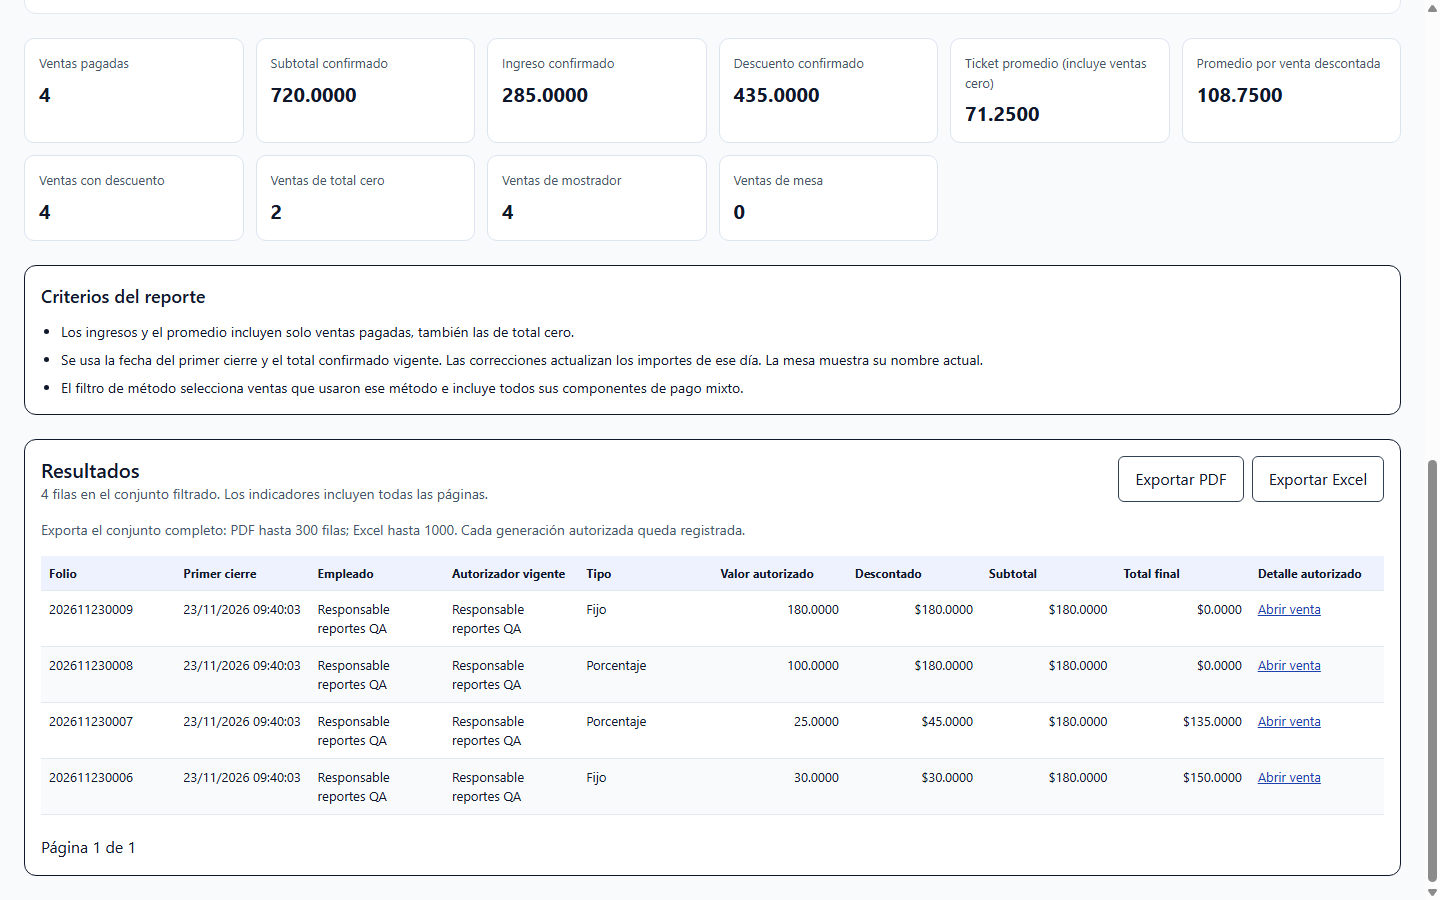 Ventas pagadas
4
Subtotal confirmado
720.0000
Ingreso confirmado
285.0000
Descuento confirmado
435.0000
Ticket promedio (incluye ventas
cero)
71.2500
Promedio por venta descontada
108.7500
Ventas con descuento
4
Ventas de total cero
2
Ventas de mostrador
4
Ventas de mesa
0
Criterios del reporte
• Los ingresos y el promedio incluyen solo ventas pagadas, también las de total cero.
• Se usa la fecha del primer cierre y el total confirmado vigente. Las correcciones actualizan los importes de ese día. La mesa muestra su nombre actual.
• El filtro de método selecciona ventas que usaron ese método e incluye todos sus componentes de pago mixto.
Resultados
4 filas en el conjunto filtrado. Los indicadores incluyen todas las páginas.
Exportar PDF Exportar Excel
Exporta el conjunto completo: PDF hasta 300 filas; Excel hasta 1000. Cada generación autorizada queda registrada.
Folio Primer cierre Empleado Autorizador vigente Tipo Valor autorizado Descontado Subtotal Total final Detalle autorizado
202611230009 23/11/2026 09:40:03 Responsable Responsable Fijo 180.0000 $180.0000 $180.0000 $0.0000 Abrir venta
reportes QA reportes QA
202611230008 23/11/2026 09:40:03 Responsable Responsable Porcentaje 100.0000 $180.0000 $180.0000 $0.0000 Abrir venta
reportes QA reportes QA
202611230007 23/11/2026 09:40:03 Responsable Responsable Porcentaje 25.0000 $45.0000 $180.0000 $135.0000 Abrir venta
reportes QA reportes QA
202611230006 23/11/2026 09:40:03 Responsable Responsable Fijo 30.0000 $30.0000 $180.0000 $150.0000 Abrir venta
reportes QA reportes QA
Página 1 de 1